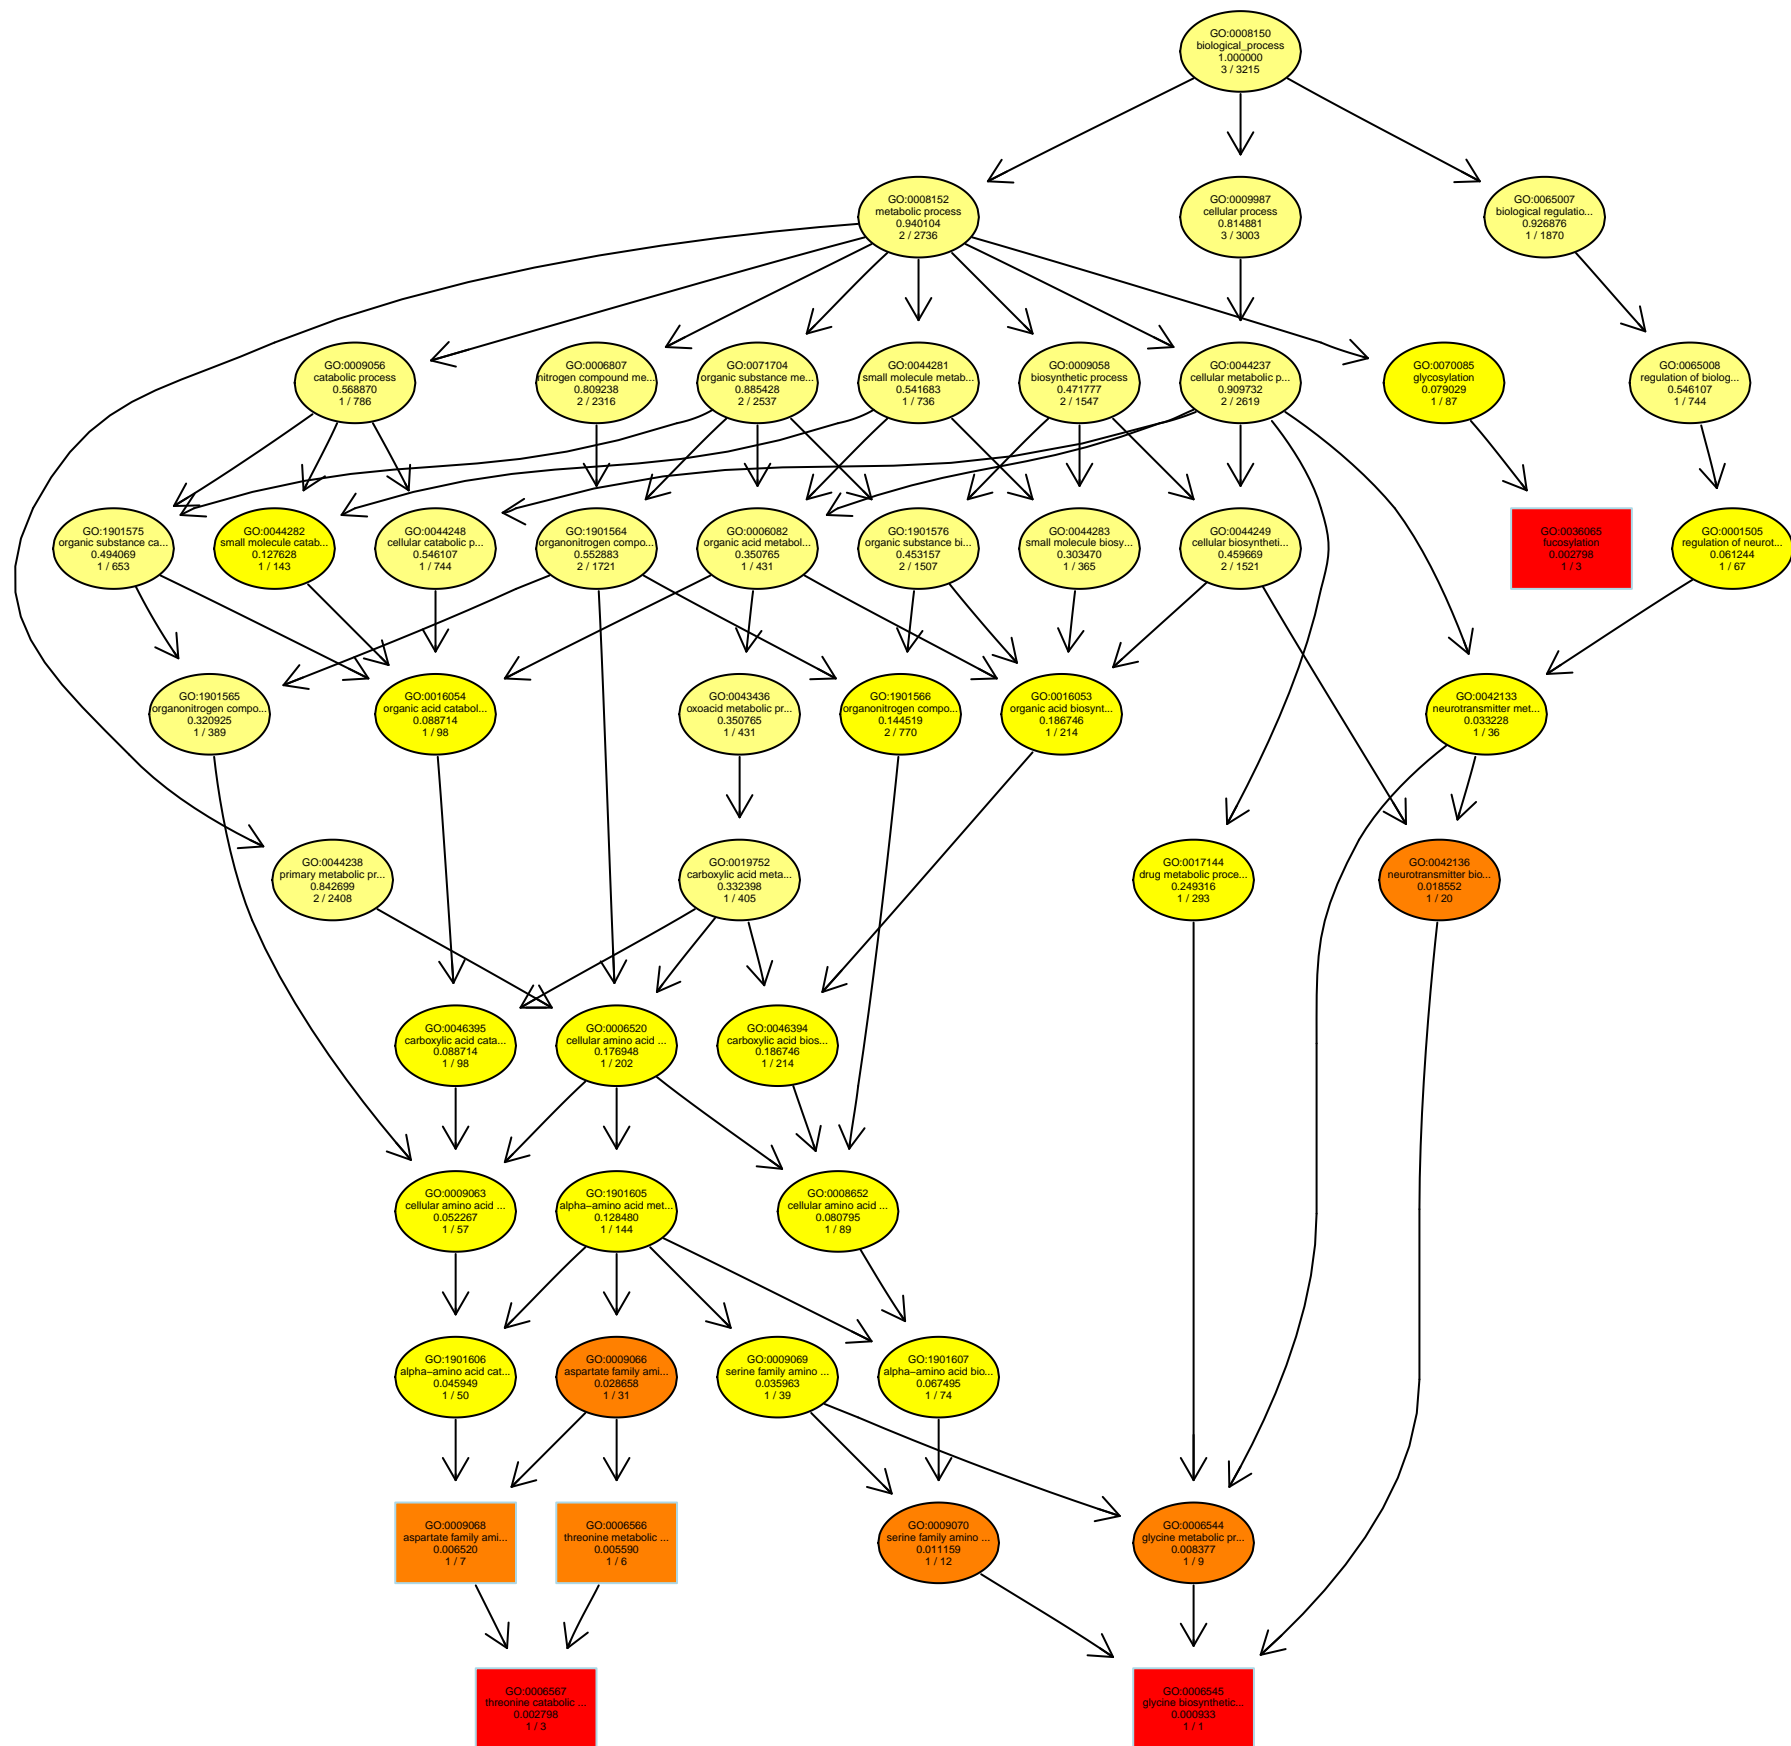 GO:0008150
biological_process
1.000000
3 / 3215
GO:0008152
metabolic process
0.940104
2 / 2736
GO:0009987
cellular process
0.814881
3 / 3003
GO:0065007
biological regulatio...
0.926876
1 / 1870
GO:0009056
catabolic process
0.568870
1 / 786
GO:0006807
nitrogen compound me...
0.809238
2 / 2316
GO:0071704
organic substance me...
0.885428
2 / 2537
GO:0044281
small molecule metab...
0.541683
1 / 736
GO:0009058
biosynthetic process
0.471777
2 / 1547
GO:0044237
cellular metabolic p...
0.909732
2 / 2619
GO:0070085
glycosylation
0.079029
1 / 87
GO:0065008
regulation of biolog...
0.546107
1 / 744
GO:1901575
organic substance ca...
0.494069
1 / 653
GO:0044282
small molecule catab...
0.127628
1 / 143
GO:0044248
cellular catabolic p...
0.546107
1 / 744
GO:1901564
organonitrogen compo...
0.552883
2 / 1721
GO:0006082
organic acid metabol...
0.350765
1 / 431
GO:1901576
organic substance bi...
0.453157
2 / 1507
GO:0044283
small molecule biosy...
0.303470
1 / 365
GO:0044249
cellular biosyntheti...
0.459669
2 / 1521
GO:0036065
fucosylation
0.002798
1 / 3
GO:0001505
regulation of neurot...
0.061244
1 / 67
GO:1901565
organonitrogen compo...
0.320925
1 / 389
GO:0016054
organic acid catabol...
0.088714
1 / 98
GO:0043436
oxoacid metabolic pr...
0.350765
1 / 431
GO:1901566
organonitrogen compo...
0.144519
2 / 770
GO:0016053
organic acid biosynt...
0.186746
1 / 214
GO:0042133
neurotransmitter met...
0.033228
1 / 36
GO:0044238
primary metabolic pr...
0.842699
2 / 2408
GO:0019752
carboxylic acid meta...
0.332398
1 / 405
GO:0017144
drug metabolic proce...
0.249316
1 / 293
GO:0042136
neurotransmitter bio...
0.018552
1 / 20
GO:0046395
carboxylic acid cata...
0.088714
1 / 98
GO:0006520
cellular amino acid ...
0.176948
1 / 202
GO:0046394
carboxylic acid bios...
0.186746
1 / 214
GO:0009063
cellular amino acid ...
0.052267
1 / 57
GO:1901605
alpha−amino acid met...
0.128480
1 / 144
GO:0008652
cellular amino acid ...
0.080795
1 / 89
GO:1901606
alpha−amino acid cat...
0.045949
1 / 50
GO:0009066
aspartate family ami...
0.028658
1 / 31
GO:0009069
serine family amino ...
0.035963
1 / 39
GO:1901607
alpha−amino acid bio...
0.067495
1 / 74
GO:0009068
aspartate family ami...
0.006520
1 / 7
GO:0006566
threonine metabolic ...
0.005590
1 / 6
GO:0009070
serine family amino ...
0.011159
1 / 12
GO:0006544
glycine metabolic pr...
0.008377
1 / 9
GO:0006567
threonine catabolic ...
0.002798
1 / 3
GO:0006545
glycine biosynthetic...
0.000933
1 / 1